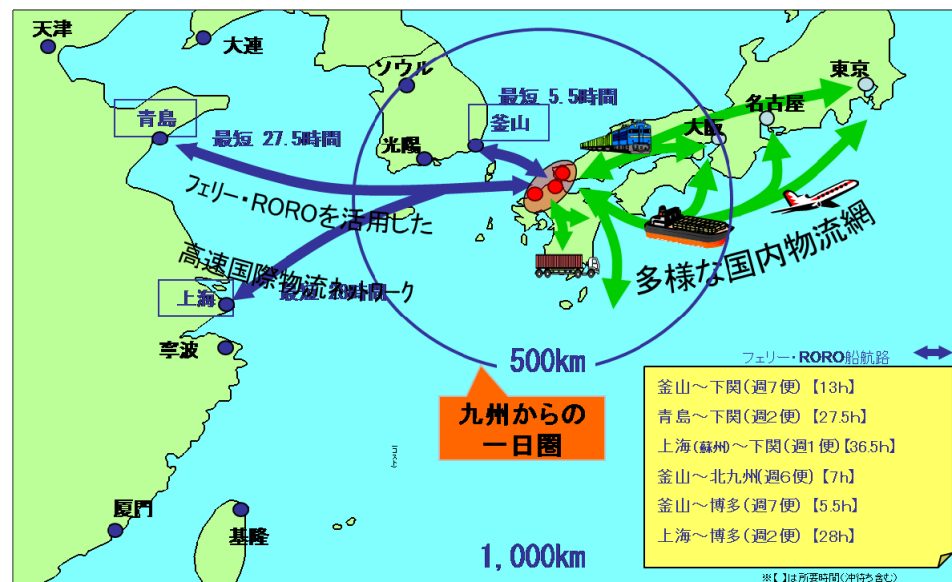 天津
大連
ソウル
東京
最短 5.5時間
名古屋
青島
釜山
大阪
最短 27.5時間
光陽
フェリー・ROROを活用した
高速国際物流ネットワーク
多様な国内物流網
上海
最短 28時間
寧波
500km
フェリー・RORO船航路
九州からの
一日圏
釜山～下関(週7便)【13h】
青島～下関(週2便)【27.5h】
上海(蘇州)～下関(週1便)【36.5h】
釜山～北九州(週6便)【7h】
釜山～博多(週7便)【5.5h】
上海～博多(週2便)【28h】
厦門
基隆
1,000km
※【 】は所要時間(沖待ち含む)